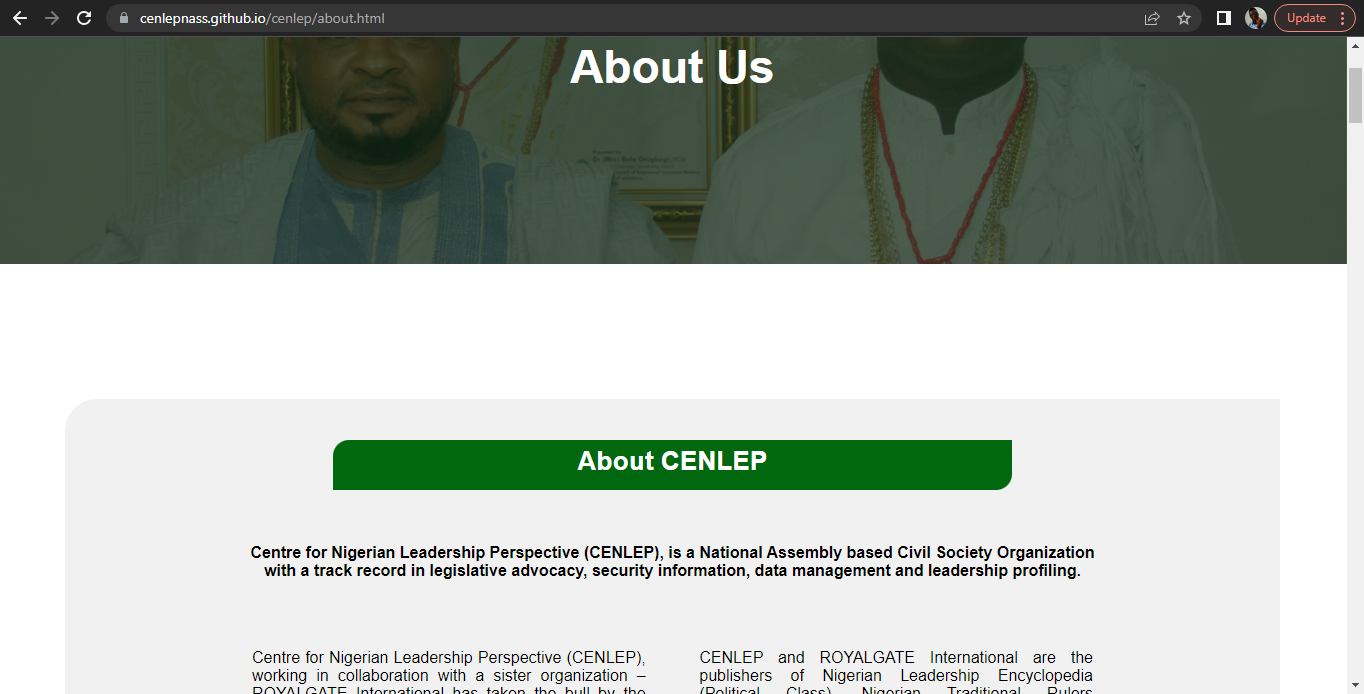 cenlepnass.github.io/cenlep/about.html
Update
About Us
About CENLEP
Centre for Nigerian Leadership Perspective (CENLEP), is a National Assembly based Civil Society Organization
with a track record in legislative advocacy, security information, data management and leadership profiling.
Centre for Nigerian Leadership Perspective (CENLEP),
working in collaboration with a sister organization –
ROYALGATE International has taken the bull by the
CENLEP and ROYALGATE International are the
publishers of Nigerian Leadership Encyclopedia
(Political Class), Nigerian Traditional Rulers